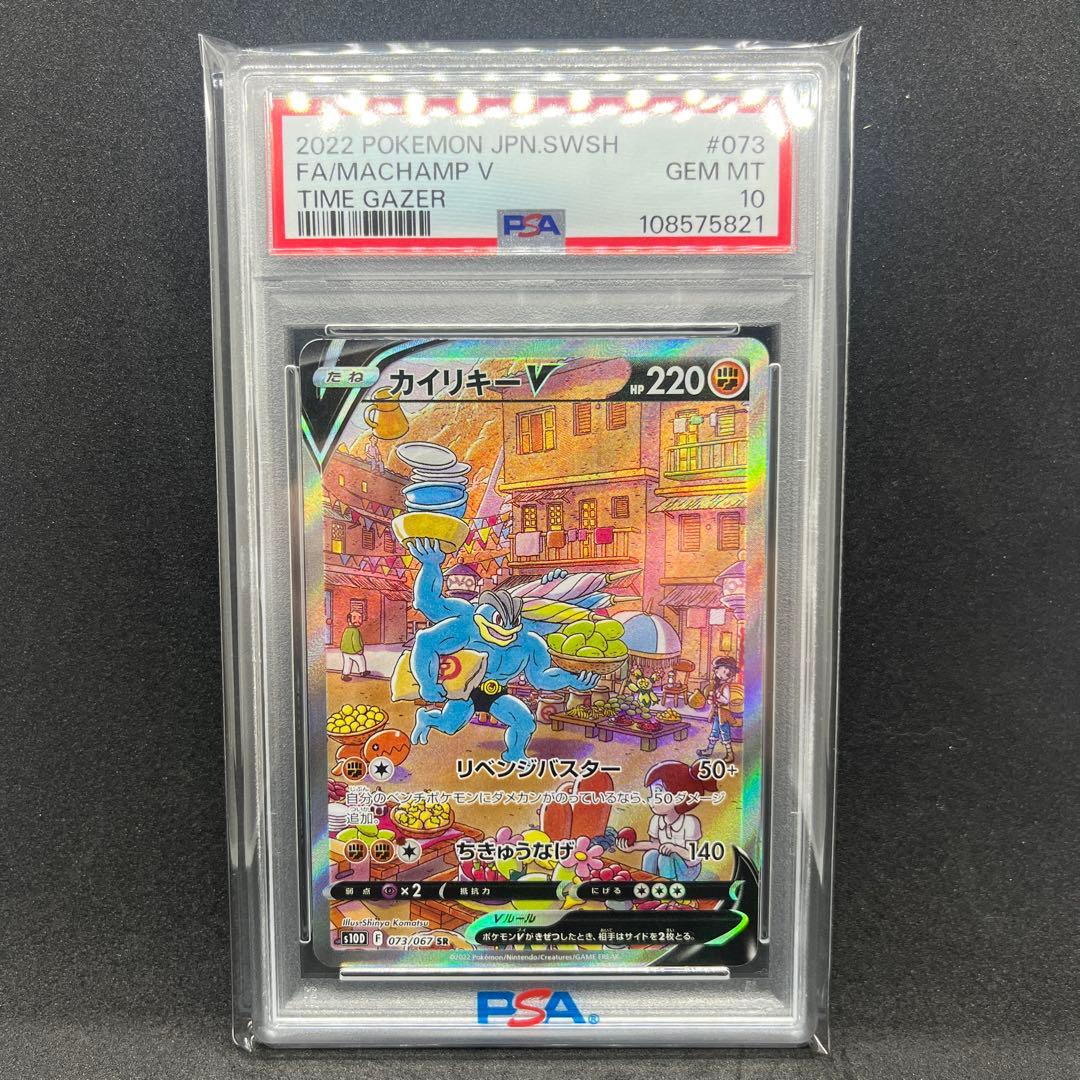 2022 POKEMON JPN.SWSH #073
FA/MACHAMP V GEM MT
TIME GAZER 10
PSA 108575821
たね カイリキーV HP 220
リベンジバスター 50+
自分のベンチポケモンにダメカンがのっているなら、50ダメージ
追加。
ちきゅうなげ 140
弱点 ×2 抵抗力 にげる
Illus. Shinya Komatsu
Vルール
ポケモンVがきぜつしたとき、相手はサイドを2枚とる。
s10D F 073/067 SR
©2022 Pokémon/Nintendo/Creatures/GAME FREAK
PSA®